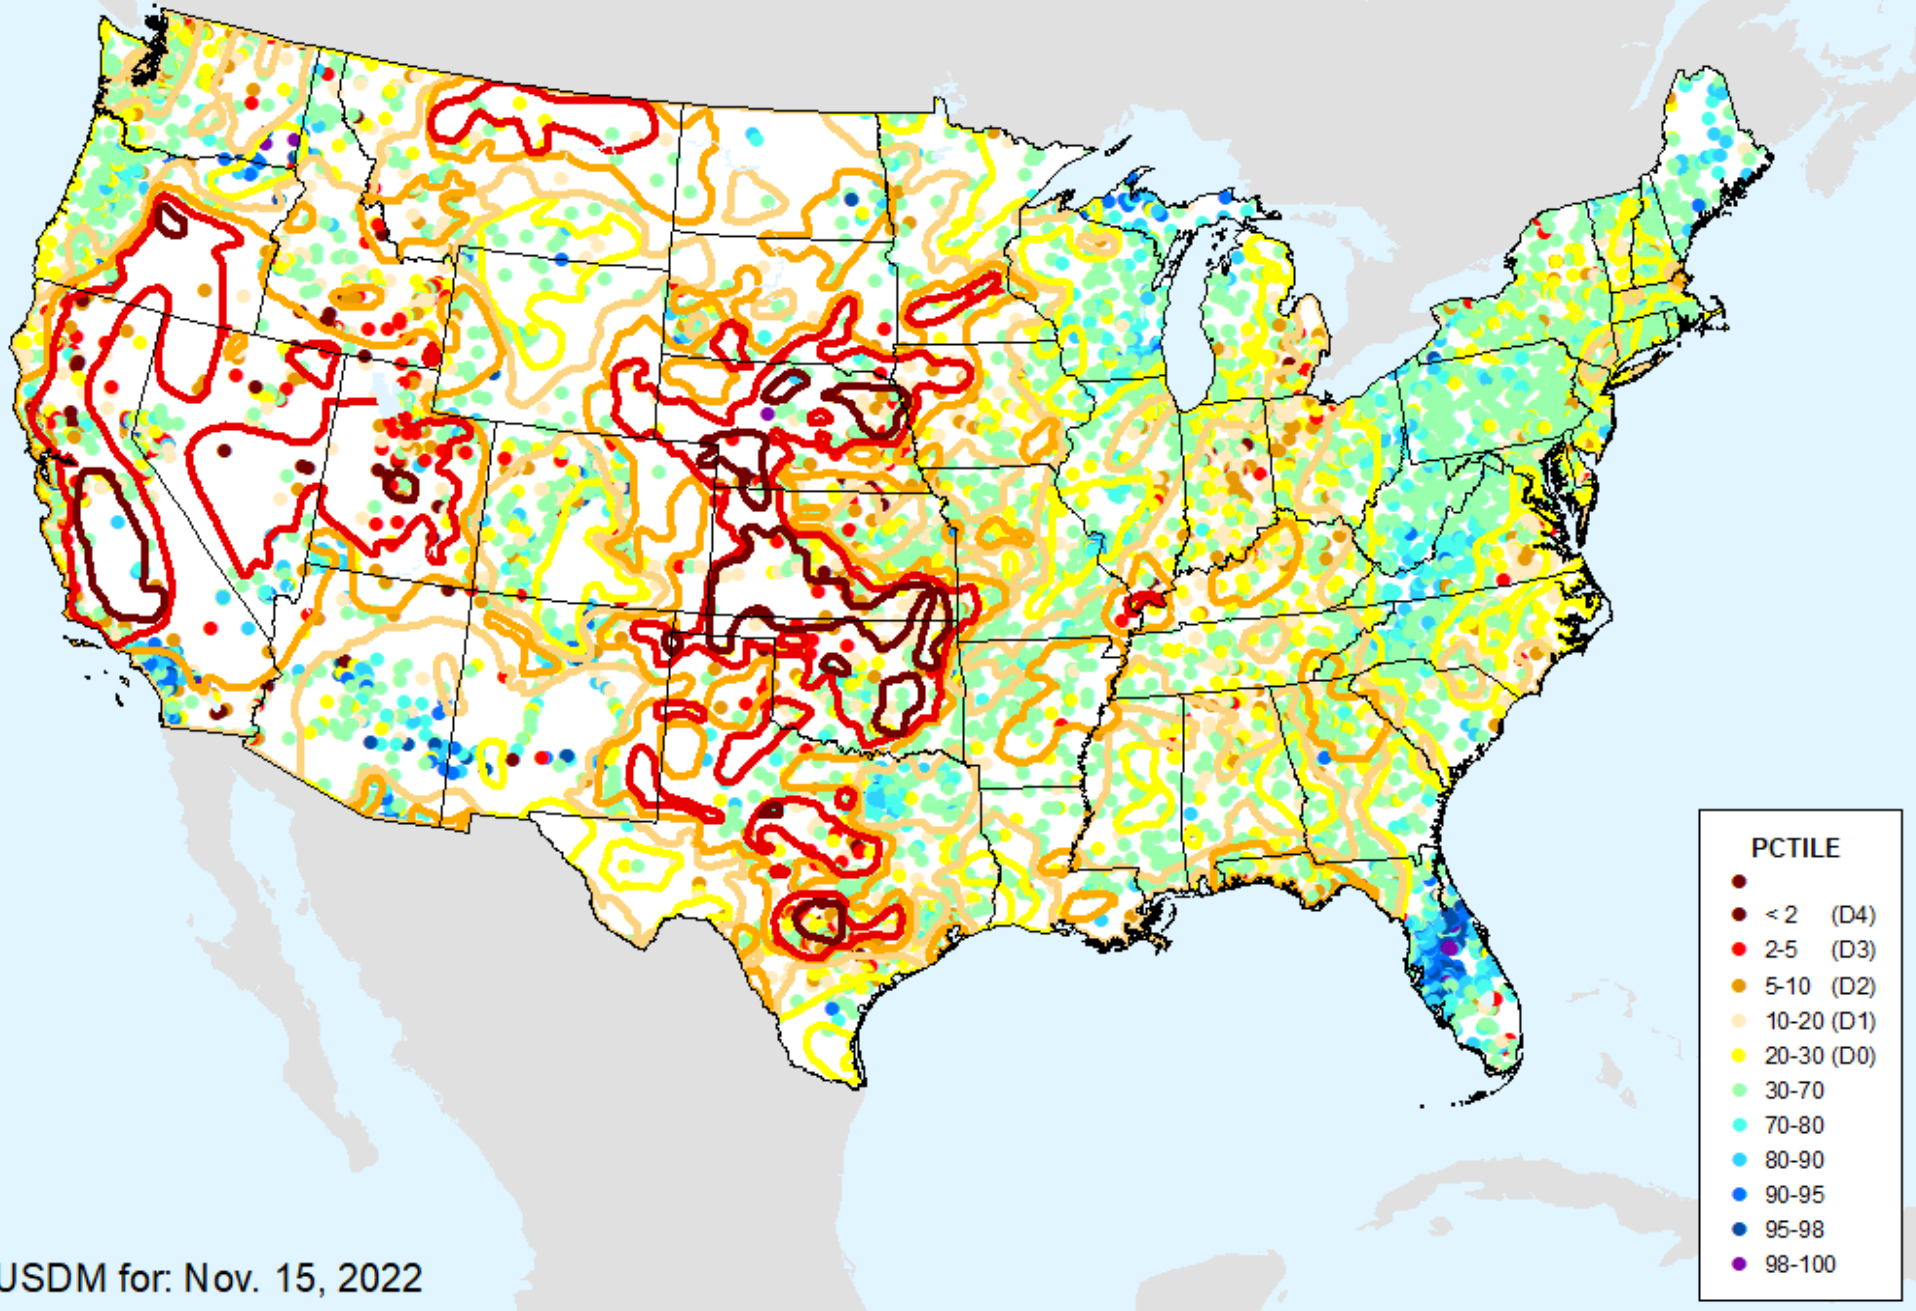 PCTILE
< 2 (D4)
2-5 (D3)
5-10 (D2)
10-20 (D1)
20-30 (D0)
30-70
70-80
80-90
90-95
95-98
98-100
USDM for: Nov. 15, 2022